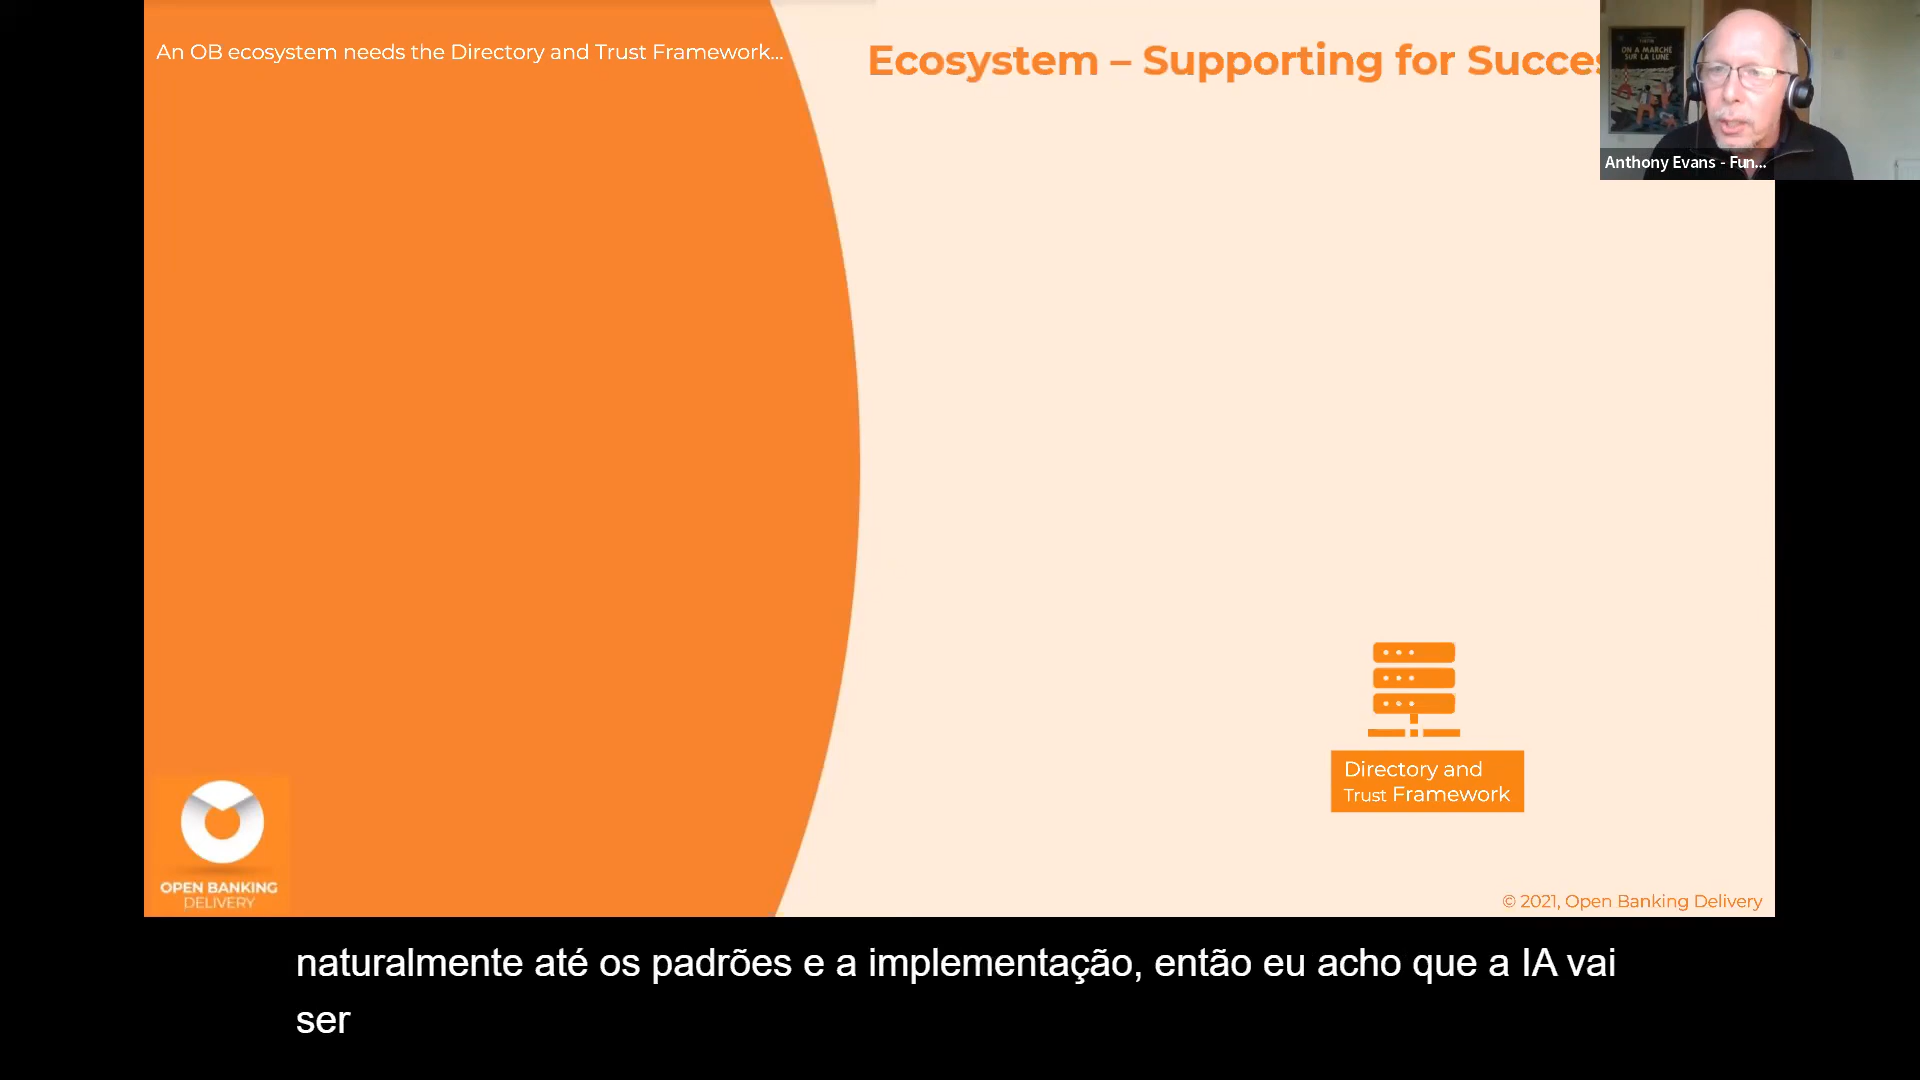 An OB ecosystem needs the Directory and Trust Framework...
Ecosystem – Supporting for Succes
ON A MARCHÉ
SUR LA LUNE
Anthony Evans - Fun...
Directory and
Trust Framework
OPEN BANKING
DELIVERY
© 2021, Open Banking Delivery
naturalmente até os padrões e a implementação, então eu acho que a IA vai
ser